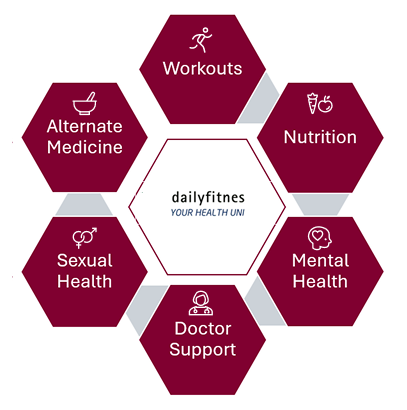 Workouts
Nutrition
Mental
Health
Doctor
Support
Sexual
Health
Alternate
Medicine
dailyfitnes
YOUR HEALTH UNI